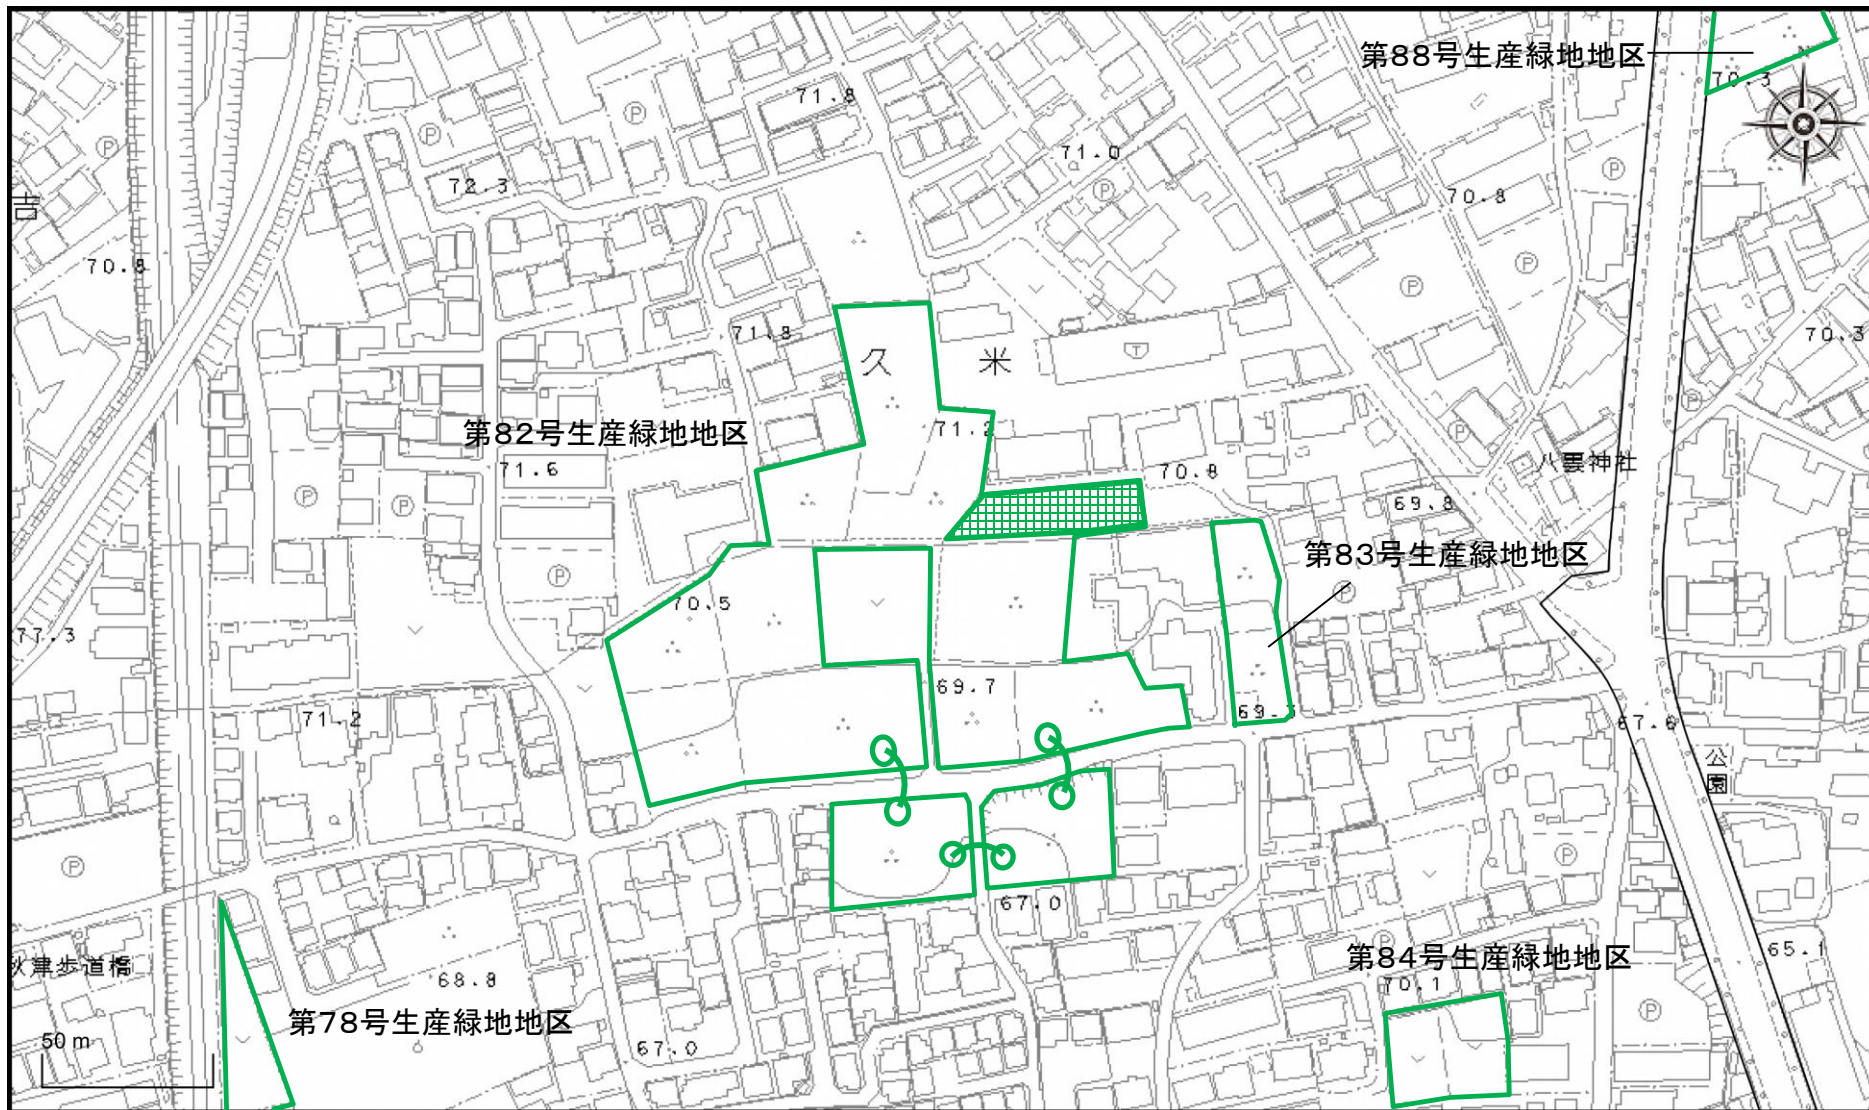 第88号生産緑地地区
N
70.3
71.8
P
P
P
71.0
P
P
72.3
70.8
吉
70.8
P
P
71.8
久米
70.3
P
第82号生産緑地地区
71.2
P
八雲神社
71.6
70.8
P
P
69.8
第83号生産緑地地区
P
P
70.5
77.3
69.7
71.2
67.6
公園
P
P
67.0
P
秋津歩道橋
68.8
第84号生産緑地地区
65.1
70.1
第78号生産緑地地区
P
50m
67.0